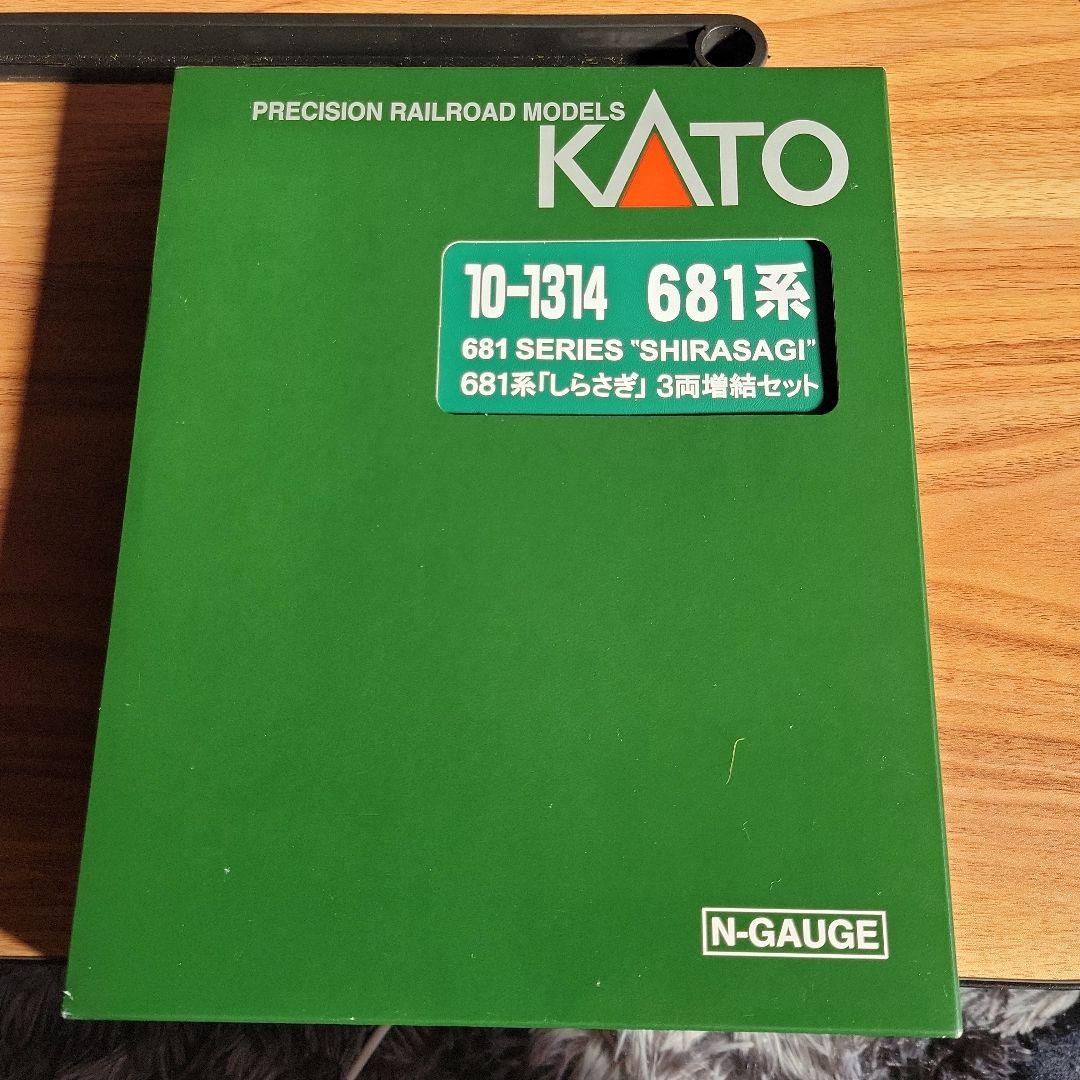 PRECISION RAILROAD MODELS
KATO
10-1314 681系
681 SERIES "SHIRASAGI"
681系「しらさぎ」 3両増結セット
N-GAUGE